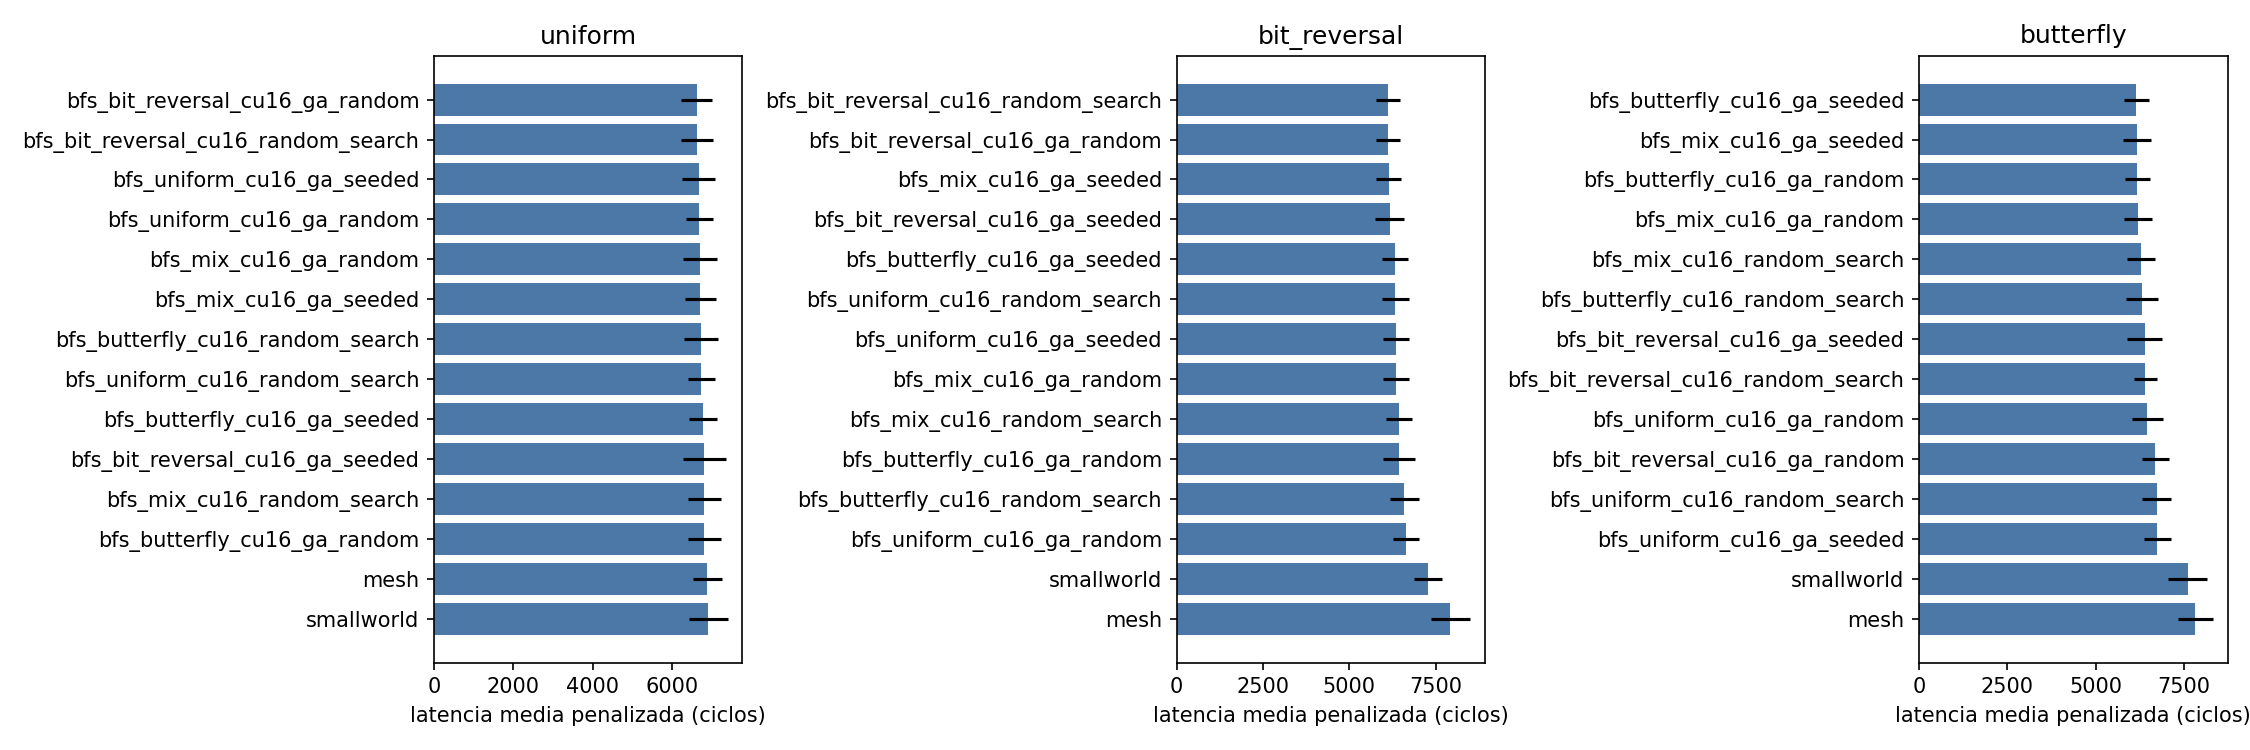 uniform
bfs_bit_reversal_cu16_ga_random
bfs_bit_reversal_cu16_random_search
bfs_uniform_cu16_ga_seeded
bfs_uniform_cu16_ga_random
bfs_mix_cu16_ga_random
bfs_mix_cu16_ga_seeded
bfs_butterfly_cu16_random_search
bfs_uniform_cu16_random_search
bfs_butterfly_cu16_ga_seeded
bfs_bit_reversal_cu16_ga_seeded
bfs_mix_cu16_random_search
bfs_butterfly_cu16_ga_random
mesh
smallworld
0 2000 4000 6000
latencia media penalizada (ciclos)
bit_reversal
bfs_bit_reversal_cu16_random_search
bfs_bit_reversal_cu16_ga_random
bfs_mix_cu16_ga_seeded
bfs_bit_reversal_cu16_ga_seeded
bfs_butterfly_cu16_ga_seeded
bfs_uniform_cu16_random_search
bfs_uniform_cu16_ga_seeded
bfs_mix_cu16_ga_random
bfs_mix_cu16_random_search
bfs_butterfly_cu16_ga_random
bfs_butterfly_cu16_random_search
bfs_uniform_cu16_ga_random
smallworld
mesh
0 2500 5000 7500
latencia media penalizada (ciclos)
butterfly
bfs_butterfly_cu16_ga_seeded
bfs_mix_cu16_ga_seeded
bfs_butterfly_cu16_ga_random
bfs_mix_cu16_ga_random
bfs_mix_cu16_random_search
bfs_butterfly_cu16_random_search
bfs_bit_reversal_cu16_ga_seeded
bfs_bit_reversal_cu16_random_search
bfs_uniform_cu16_ga_random
bfs_bit_reversal_cu16_ga_random
bfs_uniform_cu16_random_search
bfs_uniform_cu16_ga_seeded
smallworld
mesh
0 2500 5000 7500
latencia media penalizada (ciclos)